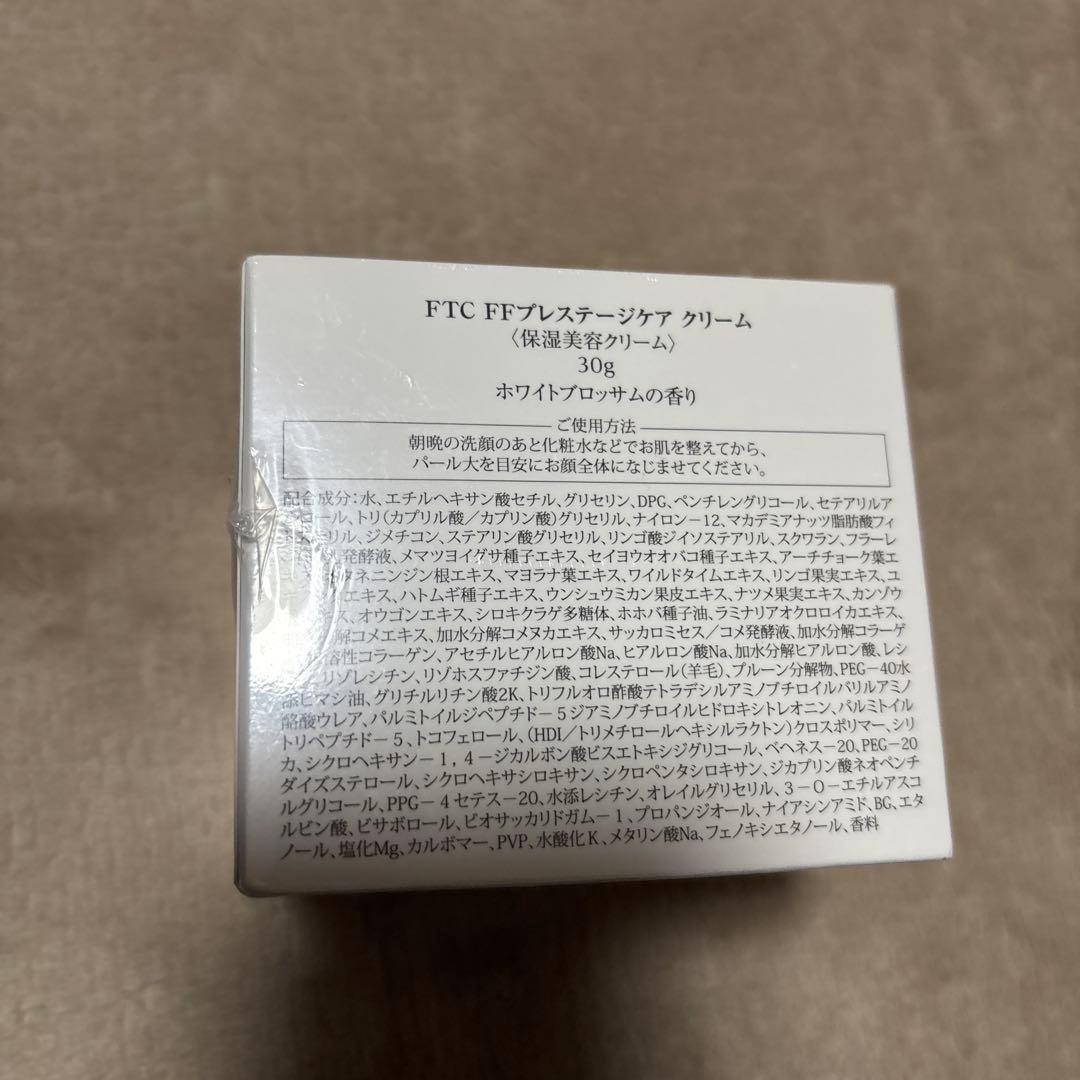 FTC FFプレステージケア クリーム
〈保湿美容クリーム〉
30g
ホワイトブロッサムの香り
ご使用方法
朝晩の洗顔のあと化粧水などでお肌を整えてから、
パール大を目安にお顔全体になじませてください。
配合成分：水、エチルヘキサン酸セチル、グリセリン、DPG、ペンチレングリコール、セテアリルア
ール、トリ（カプリル酸／カプリン酸）グリセリル、ナイロン－12、マカデミアナッツ脂肪酸フィ
リル、ジメチコン、ステアリン酸グリセリル、リンゴ酸ジイソステアリル、スクワラン、フラーレ
発酵液、メマツヨイグサ種子エキス、セイヨウオオバコ種子エキス、アーチチョーク葉エ
タネニンジン根エキス、マヨラナ葉エキス、ワイルドタイムエキス、リンゴ果実エキス、ユ
エキス、ハトムギ種子エキス、ウンシュウミカン果皮エキス、ナツメ果実エキス、カンゾウ
ス、オウゴンエキス、シロキクラゲ多糖体、ホホバ種子油、ラミナリアオクロロイカエキス、
解コメエキス、加水分解コメヌカエキス、サッカロミセス／コメ発酵液、加水分解コラーゲ
溶性コラーゲン、アセチルヒアルロン酸Na、ヒアルロン酸Na、加水分解ヒアルロン酸、レシ
リゾレシチン、リゾホスファチジン酸、コレステロール（羊毛）、プルーン分解物、PEG－40水
添ヒマシ油、グリチルリチン酸2K、トリフルオロ酢酸テトラデシルアミノブチロイルバリルアミノ
酪酸ウレア、パルミトイルジペプチド－5ジアミノブチロイルヒドロキシトレオニン、パルミトイル
トリペプチド－5、トコフェロール、（HDI／トリメチロールヘキシルラクトン）クロスポリマー、シリ
カ、シクロヘキサン－1，4－ジカルボン酸ビスエトキシジグリコール、ベヘネス－20、PEG－20
ダイズステロール、シクロヘキサシロキサン、シクロペンタシロキサン、ジカプリン酸ネオペンチ
ルグリコール、PPG－4セテス－20、水添レシチン、オレイルグリセリル、3－O－エチルアスコ
ルビン酸、ビサボロール、ビオサッカリドガム－1、プロパンジオール、ナイアシンアミド、BG、エタ
ノール、塩化Mg、カルボマー、PVP、水酸化K、メタリン酸Na、フェノキシエタノール、香料